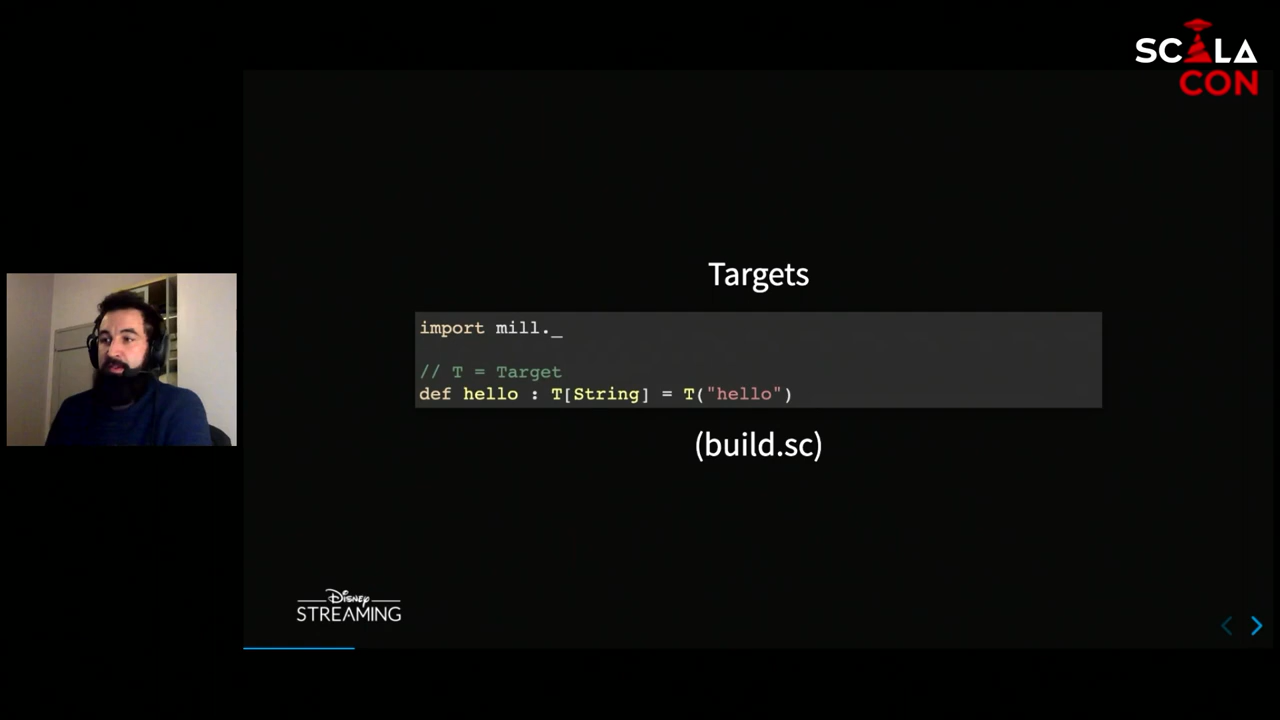 SCALA
CON
Targets
import mill._
// T = Target
def hello : T[String] = T("hello")
(build.sc)
Disney
STREAMING